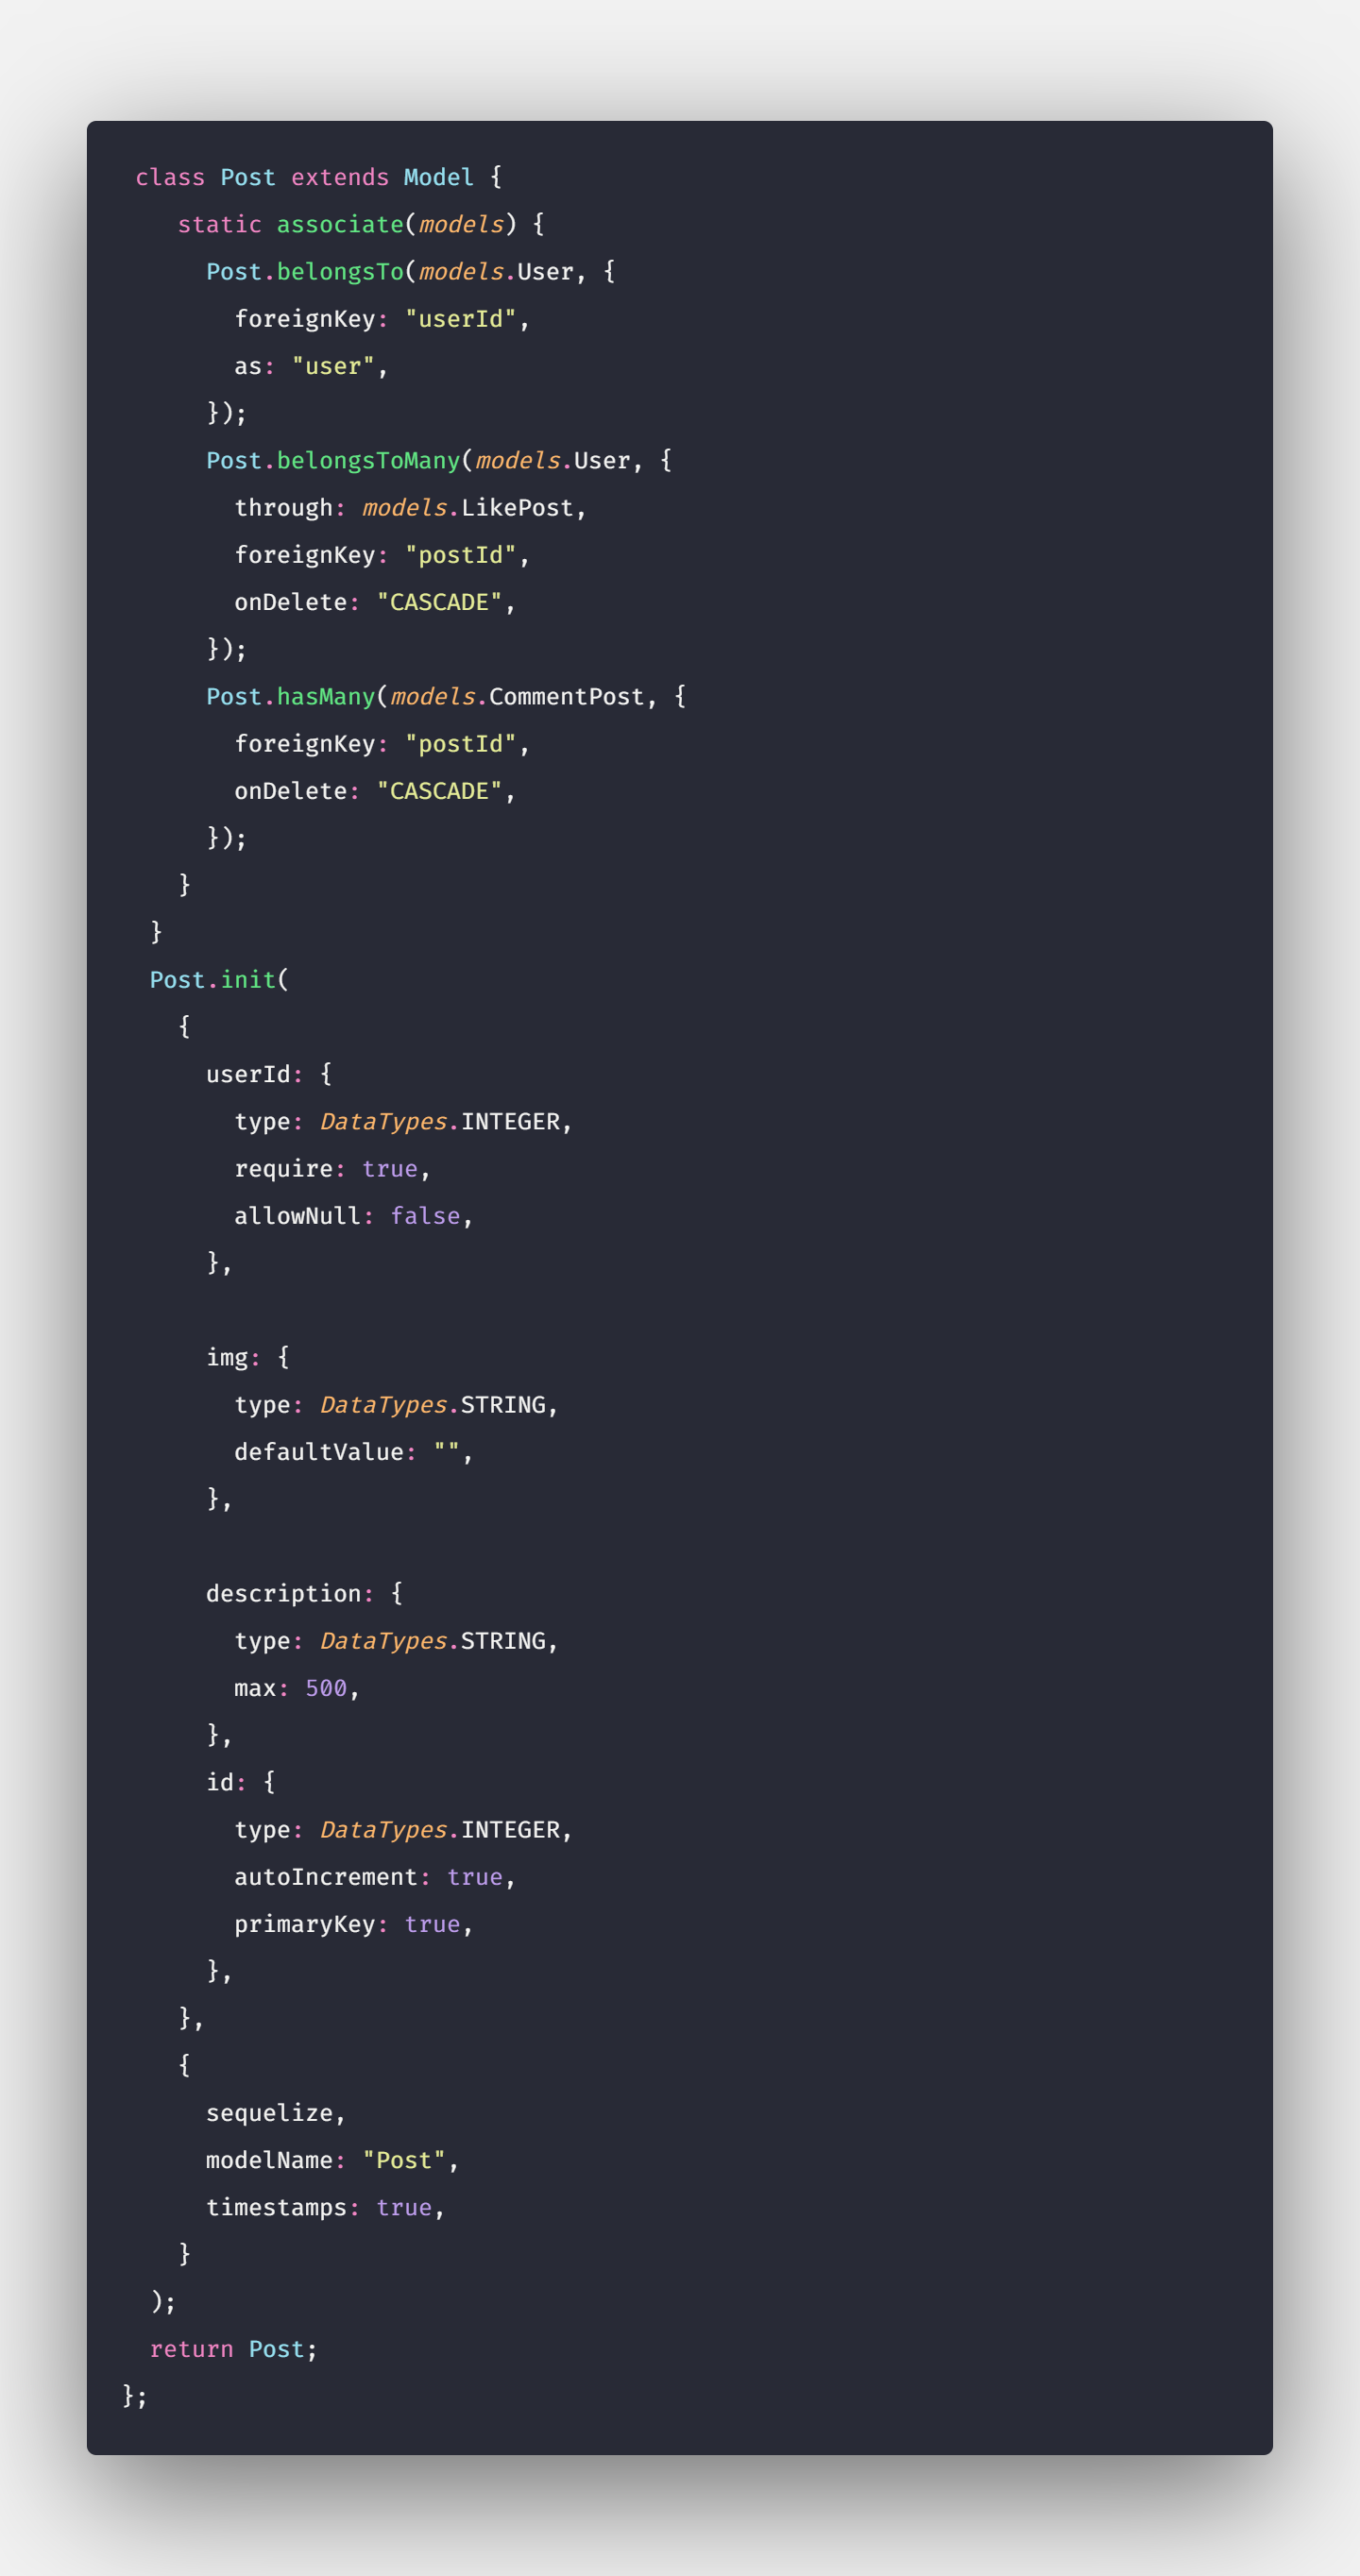 class Post extends Model {
static associate(models) {
Post.belongsTo(models.User, {
foreignKey: "userId",
as: "user",
});
Post.belongsToMany(models.User, {
through: models.LikePost,
foreignKey: "postId",
onDelete: "CASCADE",
});
Post.hasMany(models.CommentPost, {
foreignKey: "postId",
onDelete: "CASCADE",
});
}
}
Post.init(
{
userId: {
type: DataTypes.INTEGER,
require: true,
allowNull: false,
},
img: {
type: DataTypes.STRING,
defaultValue: "",
},
description: {
type: DataTypes.STRING,
max: 500,
},
id: {
type: DataTypes.INTEGER,
autoIncrement: true,
primaryKey: true,
},
},
{
sequelize,
modelName: "Post",
timestamps: true,
}
);
return Post;
};